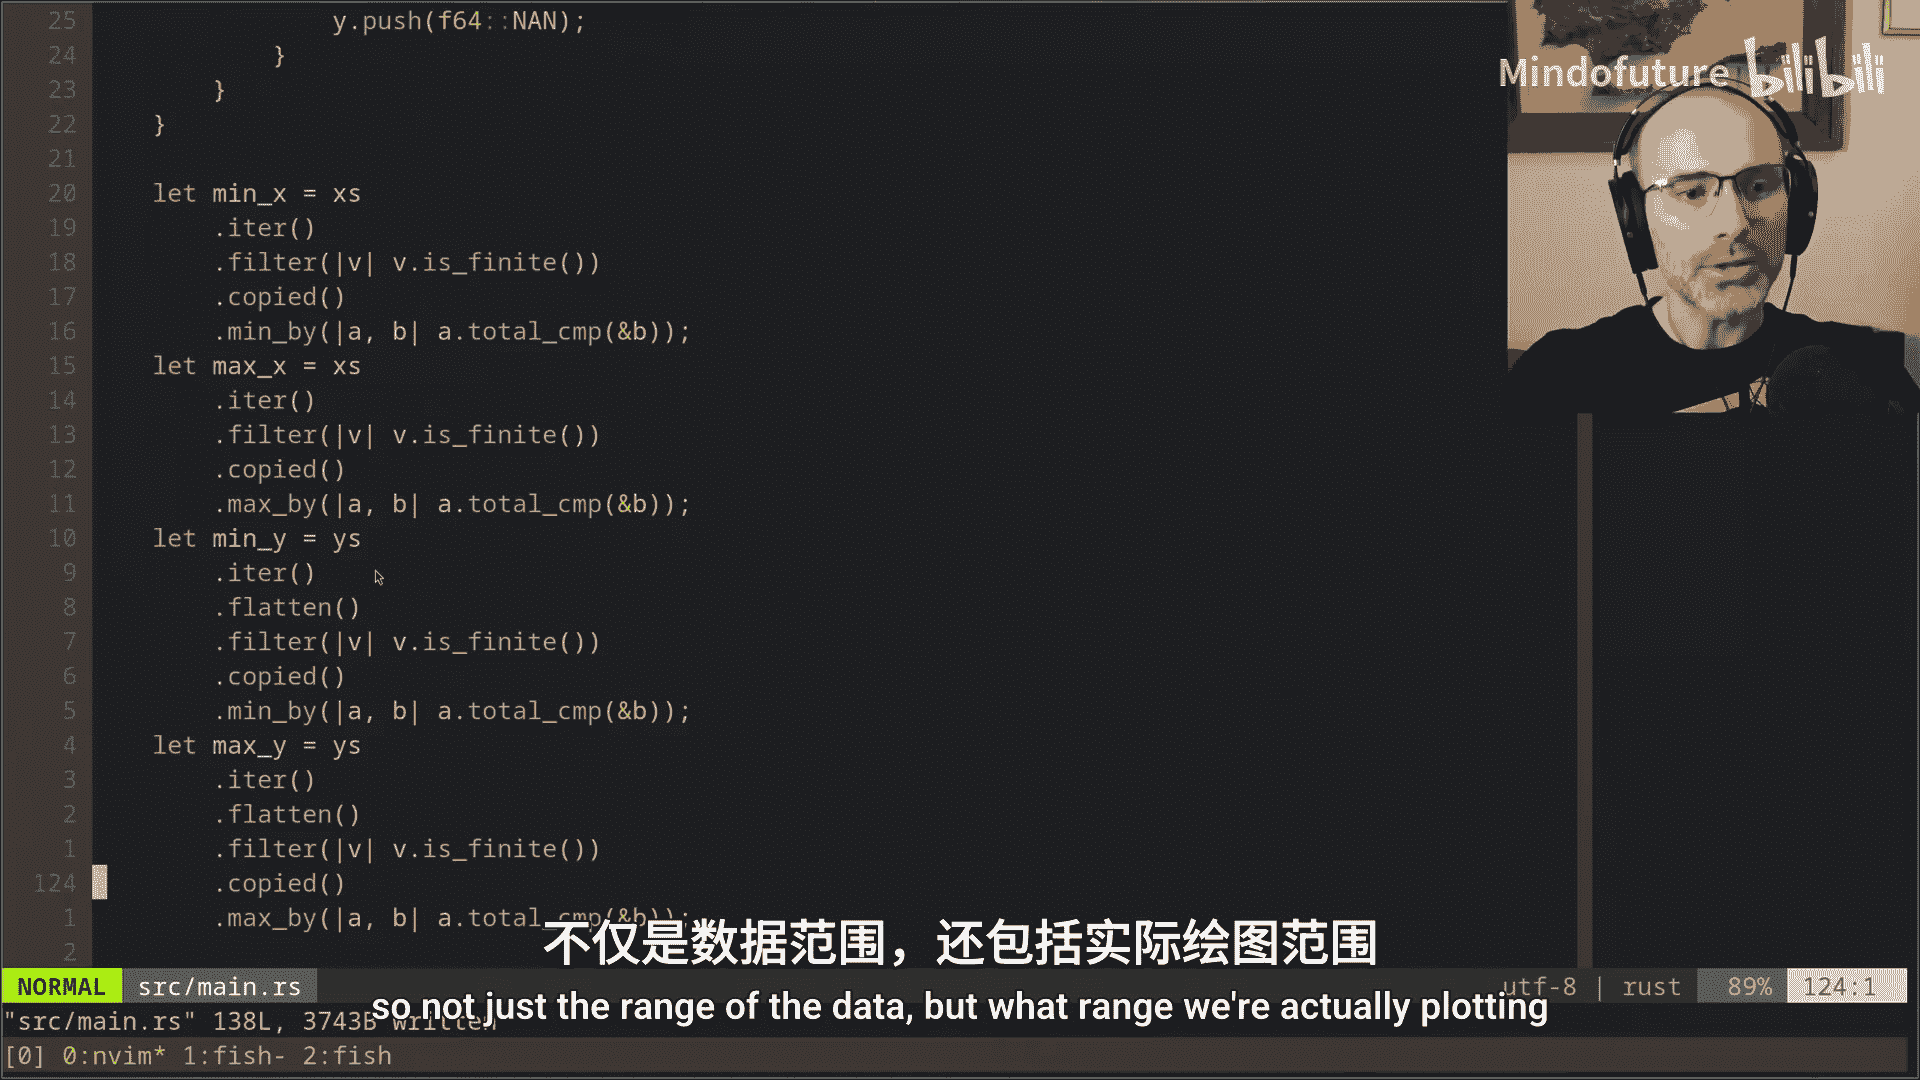 25 y.push(f64::NAN);
24 }
23 }
22 }
21
20 let min_x = xs
19 .iter()
18 .filter(|v| v.is_finite())
17 .copied()
16 .min_by(|a, b| a.total_cmp(&b));
15 let max_x = xs
14 .iter()
13 .filter(|v| v.is_finite())
12 .copied()
11 .max_by(|a, b| a.total_cmp(&b));
10 let min_y = ys
9 .iter()
8 .flatten()
7 .filter(|v| v.is_finite())
6 .copied()
5 .min_by(|a, b| a.total_cmp(&b));
4 let max_y = ys
3 .iter()
2 .flatten()
1 .filter(|v| v.is_finite())
124 .copied()
1 .max_by(|a, b| a.total_cmp(&b));
2
Mindofuture bilibili
不仅是数据范围，还包括实际绘图范围
NORMAL src/main.rs utf-8 | rust 89% 124:1
so not just the range of the data, but what range we're actually plotting
"src/main.rs" 138L, 3743B written
[0] 0:nvim* 1:fish- 2:fish